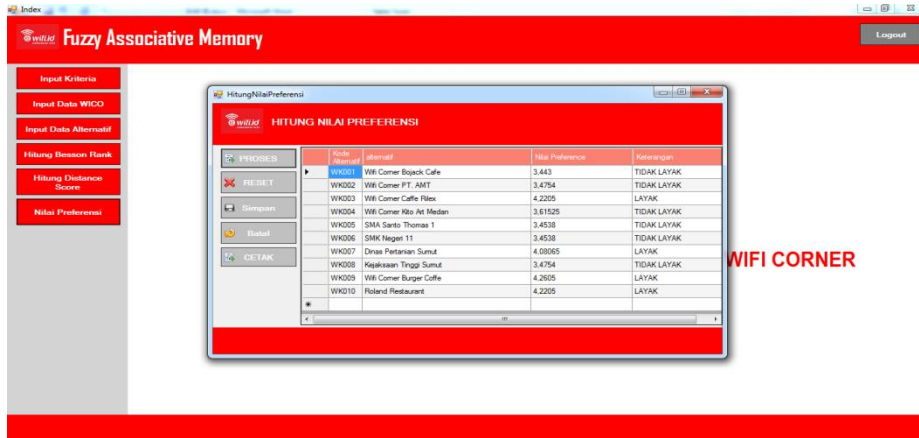 Index
wifi.id Fuzzy Associative Memory
Logout
Input Kriteria
Input Data WICO
Input Data Alternatif
Hitung Besson Rank
Hitung Distance
Score
Nilai Preferensi
HitungNilaiPreferensi
wifi.id HITUNG NILAI PREFERENSI
PROSES
RESET
Simpan
Batal
CETAK
Kode Alternatif alternatif Nilai Preference Keterangan
WK001 Wifi Corner Bojack Cafe 3,443 TIDAK LAYAK
WK002 Wifi Corner PT. AMT 3,4754 TIDAK LAYAK
WK003 Wifi Corner Caffe Rilex 4,2205 LAYAK
WK004 Wifi Corner Kito Art Medan 3,61525 TIDAK LAYAK
WK005 SMA Santo Thomas 1 3,4538 TIDAK LAYAK
WK006 SMK Negeri 11 3,4538 TIDAK LAYAK
WK007 Dinas Pertanian Sumut 4,08065 LAYAK
WK008 Kejaksaan Tinggi Sumut 3,4754 TIDAK LAYAK
WK009 Wifi Corner Burger Coffe 4,2605 LAYAK
WK010 Roland Restaurant 4,2205 LAYAK
WIFI CORNER